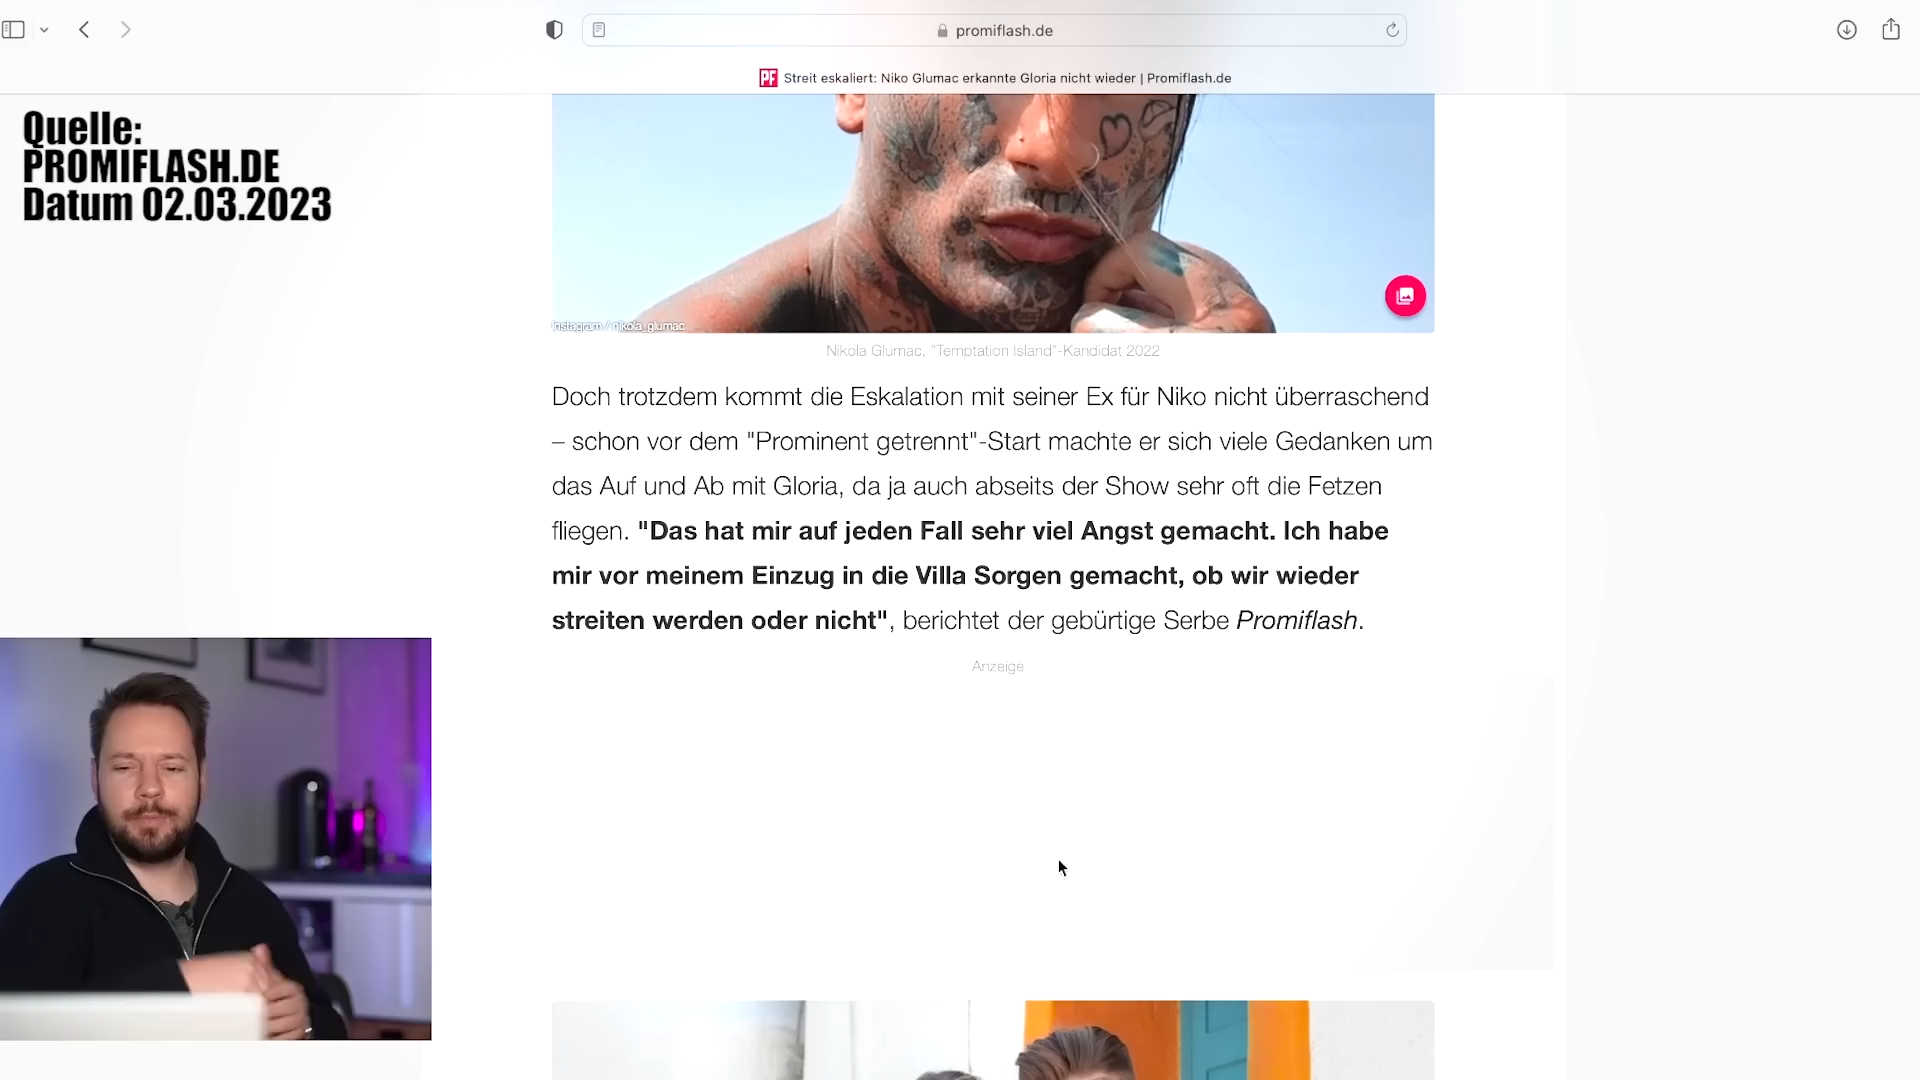 promiflash.de
Streit eskaliert: Niko Glumac erkannte Gloria nicht wieder | Promiflash.de
Quelle:
PROMIFLASH.DE
Datum 02.03.2023
Instagram / nikola_glumac
Nikola Glumac, "Temptation Island"-Kandidat 2022
Doch trotzdem kommt die Eskalation mit seiner Ex für Niko nicht überraschend
– schon vor dem "Prominent getrennt"-Start machte er sich viele Gedanken um
das Auf und Ab mit Gloria, da ja auch abseits der Show sehr oft die Fetzen
fliegen. "Das hat mir auf jeden Fall sehr viel Angst gemacht. Ich habe
mir vor meinem Einzug in die Villa Sorgen gemacht, ob wir wieder
streiten werden oder nicht", berichtet der gebürtige Serbe Promiflash.
Anzeige